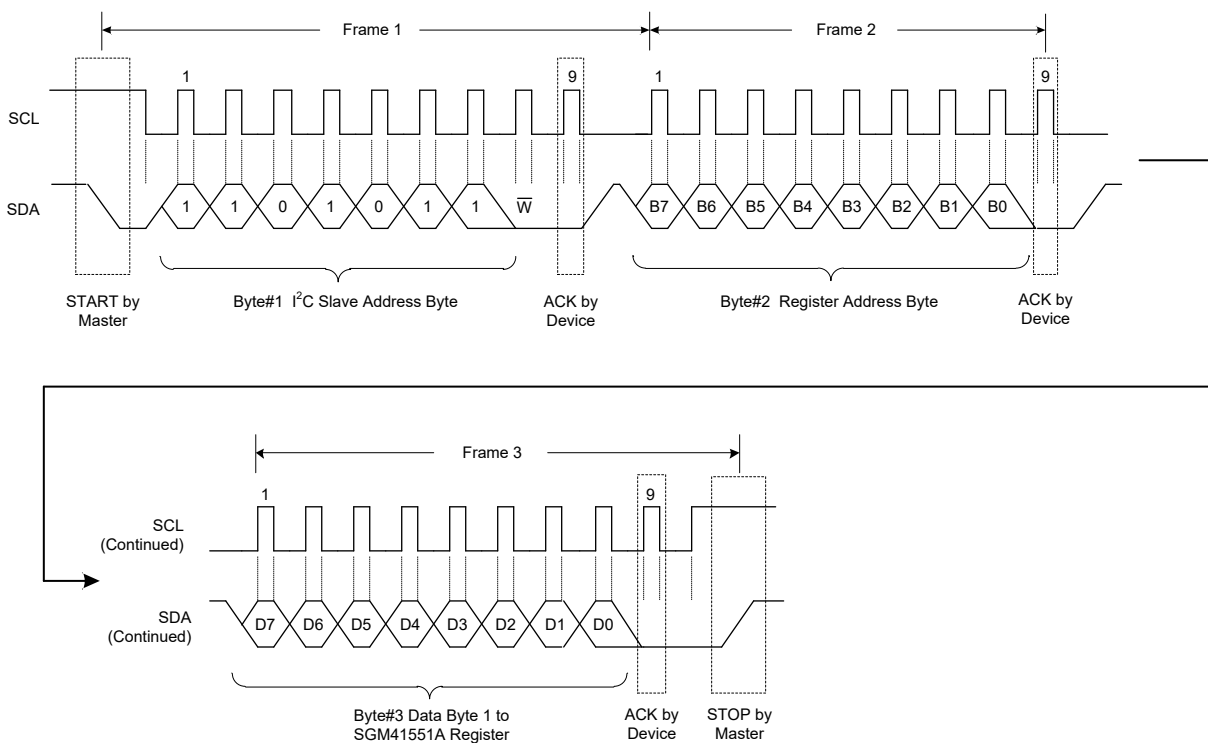 Frame 1
Frame 2
1
9
1
9
SCL
SDA
1 1 0 1 0 1 1 W̅
B7 B6 B5 B4 B3 B2 B1 B0
START by
Master
Byte#1 I²C Slave Address Byte
ACK by
Device
Byte#2 Register Address Byte
ACK by
Device
Frame 3
1
9
SCL
(Continued)
SDA
(Continued)
D7 D6 D5 D4 D3 D2 D1 D0
Byte#3 Data Byte 1 to
SGM41551A Register
ACK by
Device
STOP by
Master